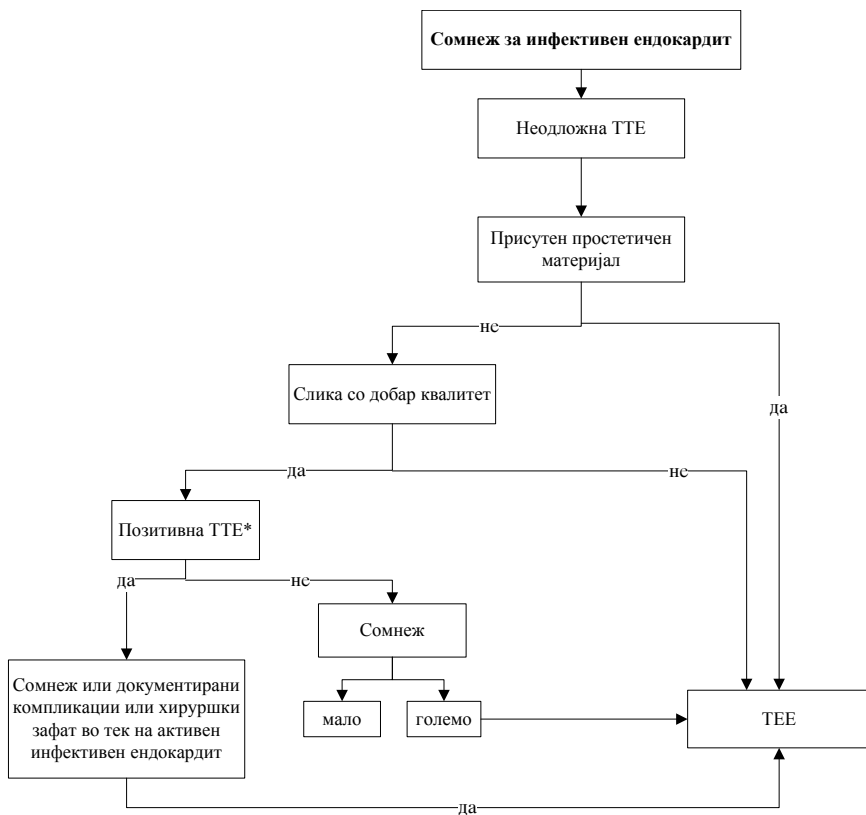 Сомнеж за инфективен ендокардит
Неодложна ТТЕ
Присутен простетичен
материјал
не
да
Слика со добар квалитет
да
не
Позитивна ТТЕ*
да
не
Сомнеж
Сомнеж или документирани
компликации или хируршки
зафат во тек на активен
инфективен ендокардит
мало
големо
ТЕЕ
да